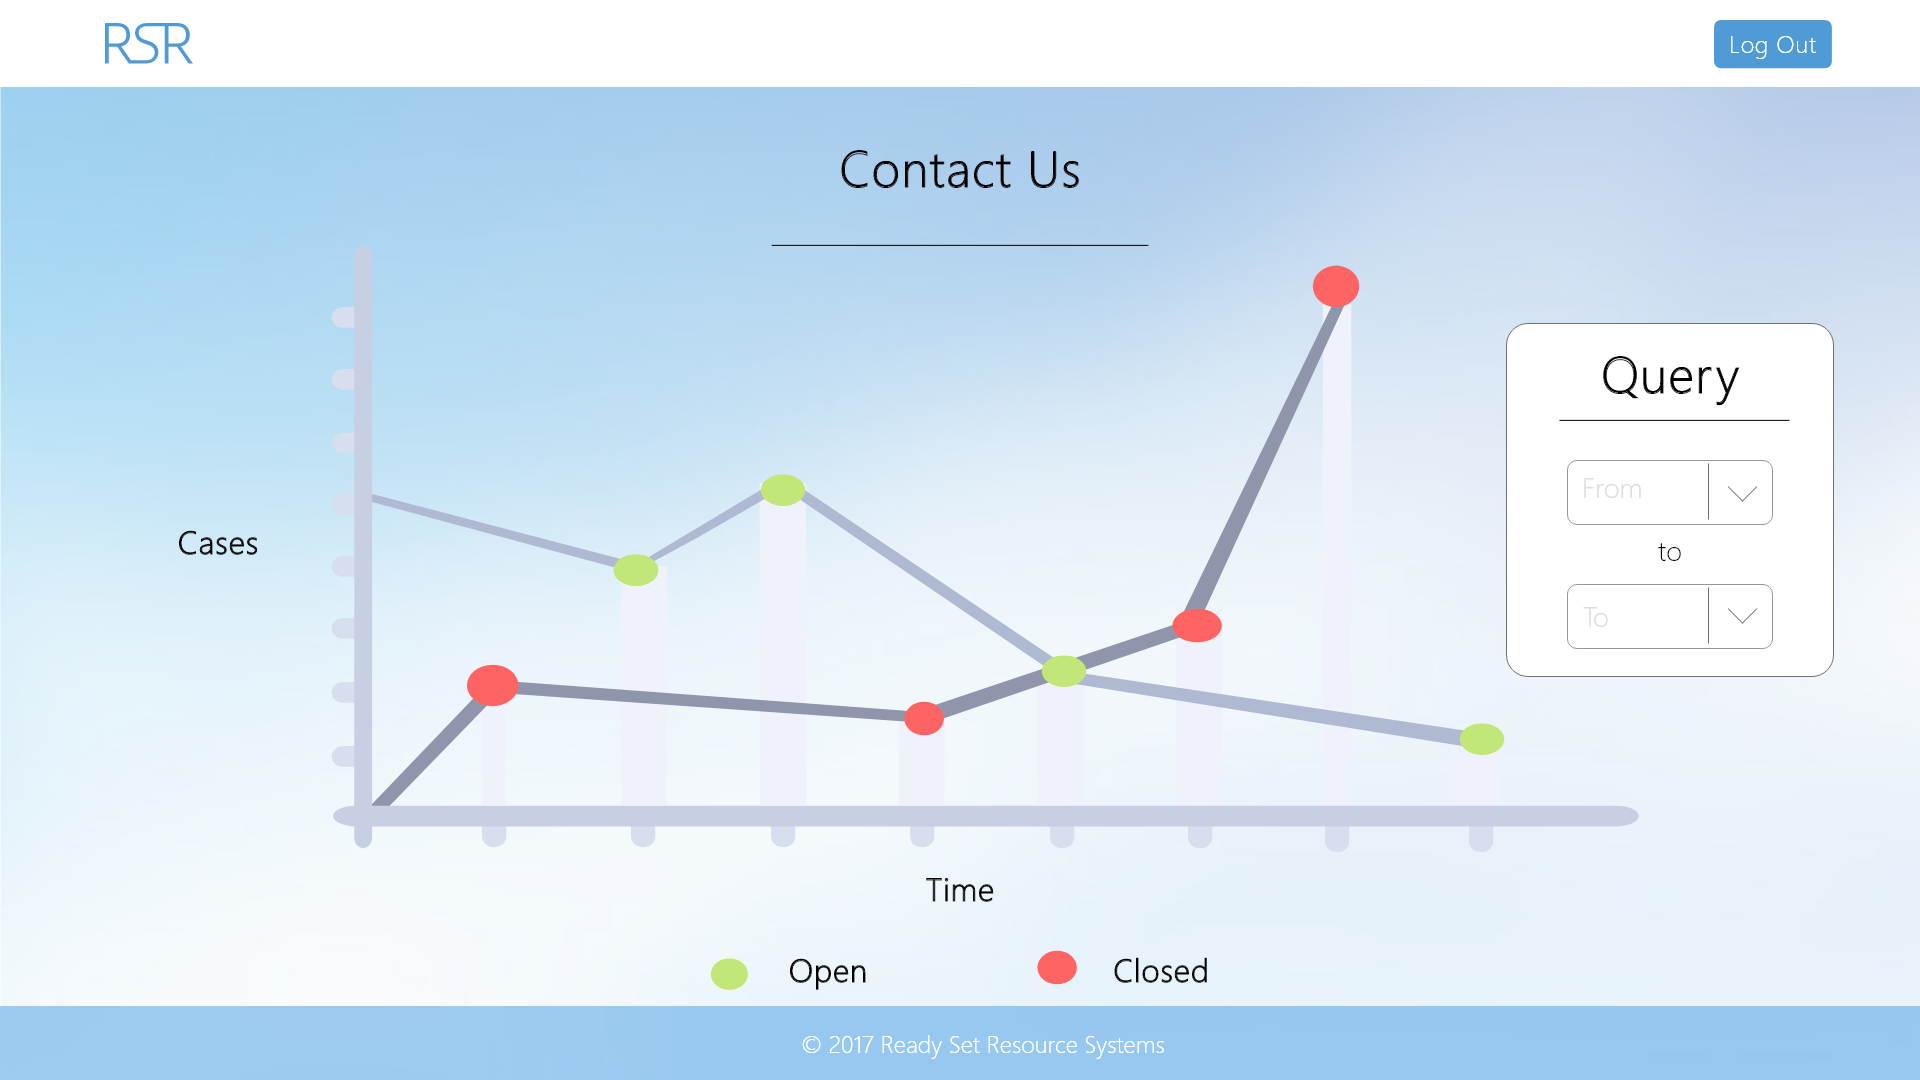 RSR
Log Out
Contact Us
Query
From
to
To
Cases
Time
Open
Closed
© 2017 Ready Set Resource Systems